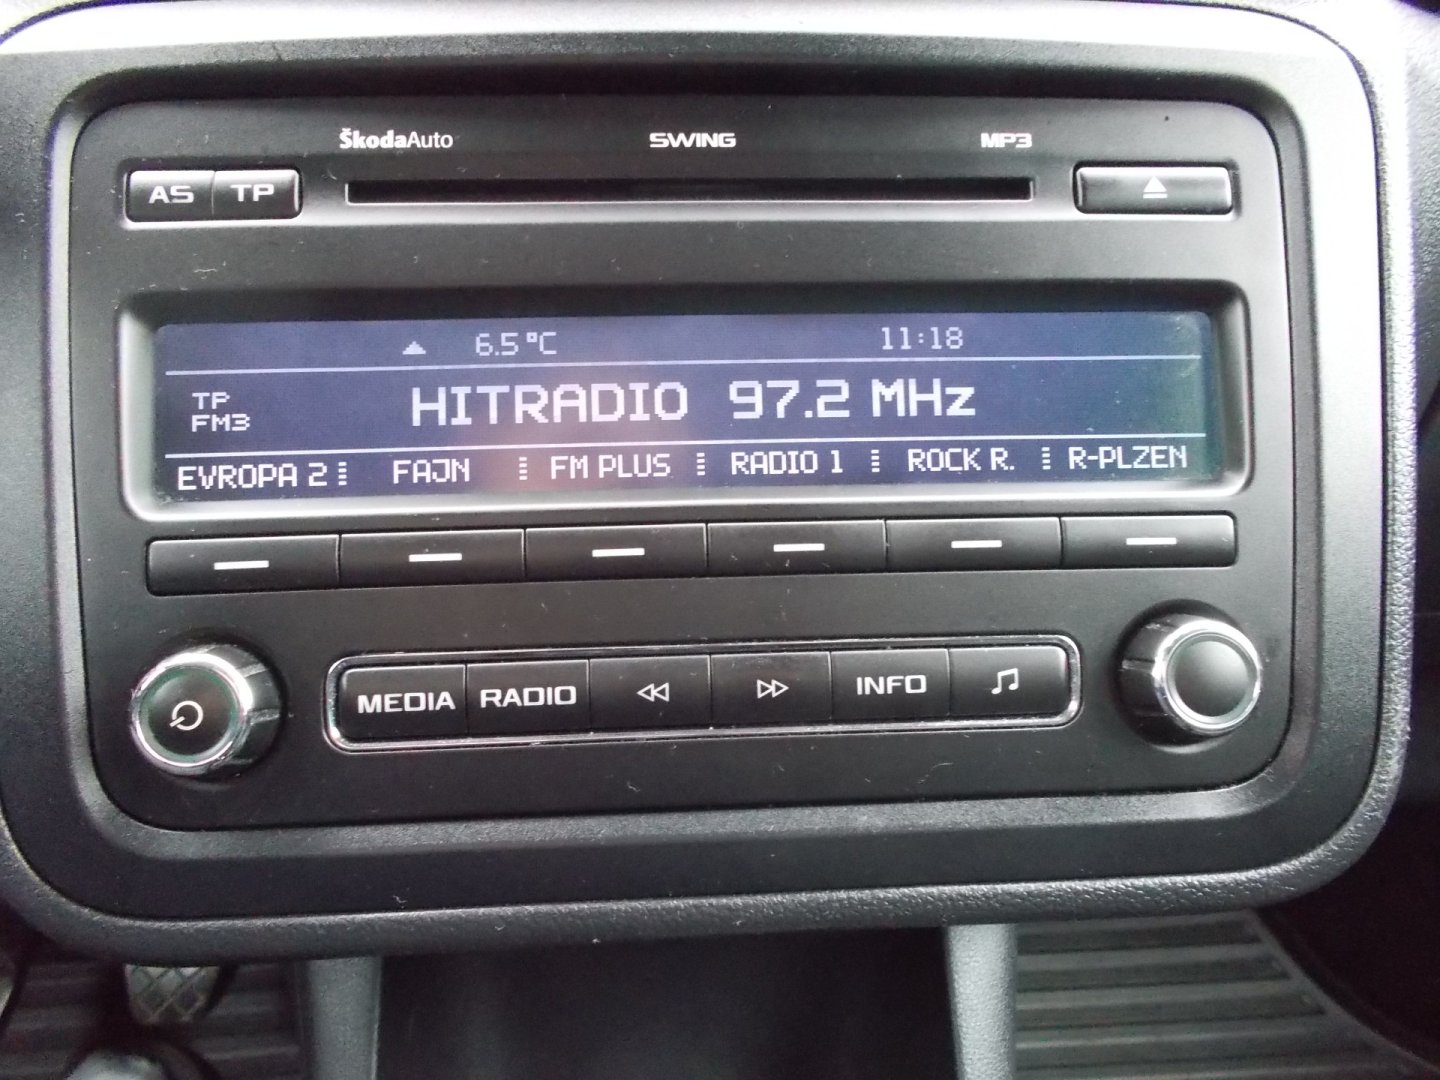 ŠkodaAuto SWING MP3
AS TP
6.5°C 11:18
TP
FM3
HITRADIO 97.2 MHz
EVROPA 2 FAJN FM PLUS RADIO 1 ROCK R. R-PLZEN
MEDIA RADIO INFO